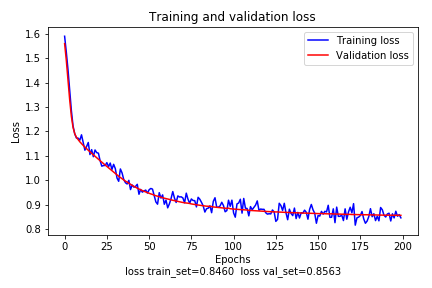 Training and validation loss
Training loss
Validation loss
Loss
1.6
1.5
1.4
1.3
1.2
1.1
1.0
0.9
0.8
0 25 50 75 100 125 150 175 200
Epochs
loss train_set=0.8460 loss val_set=0.8563